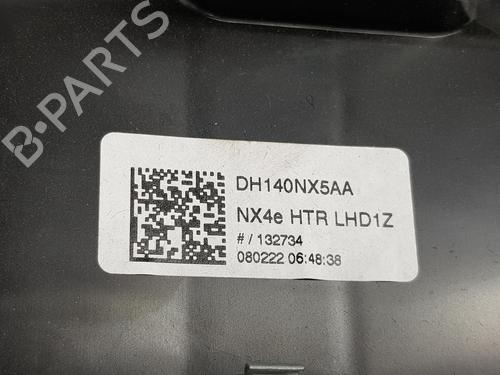 B-PARTS
DH140NX5AA
NX4e HTR LHD1Z
# / 132734
080222 06:48:38